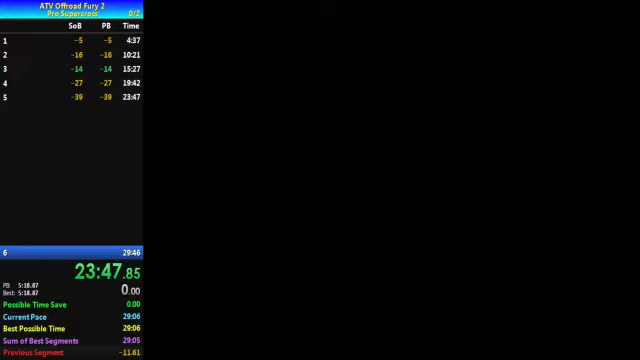 ATV Offroad Fury 2
Pro Supercross 0/2
SoB PB Time
1 −5 −5 4:37
2 −16 −16 10:21
3 −14 −14 15:27
4 −27 −27 19:42
5 −39 −39 23:47
6 29:46
23:47.85
PB: 5:18.87
Best: 5:18.87 0.00
Possible Time Save 0.00
Current Pace 29:06
Best Possible Time 29:06
Sum of Best Segments 29:05
Previous Segment −11.61